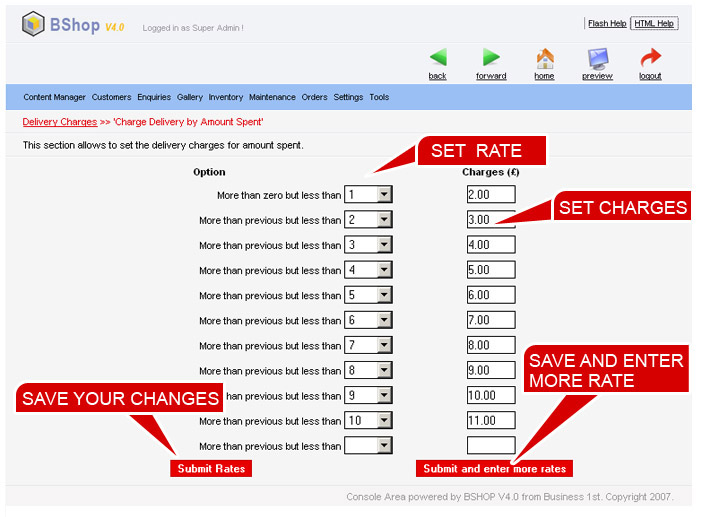 BShop V4.0 Logged in as Super Admin ! Flash Help HTML Help
back forward home preview logout
Content Manager Customers Enquiries Gallery Inventory Maintenance Orders Settings Tools
Delivery Charges >> 'Charge Delivery by Amount Spent'
This section allows to set the delivery charges for amount spent.
SET RATE
Option Charges (£)
More than zero but less than 1 2.00
More than previous but less than 2 3.00
SET CHARGES
More than previous but less than 3 4.00
More than previous but less than 4 5.00
More than previous but less than 5 6.00
More than previous but less than 6 7.00
More than previous but less than 7 8.00
More than previous but less than 8 9.00
SAVE AND ENTER
MORE RATE
than previous but less than 9 10.00
SAVE YOUR CHANGES
More than previous but less than 10 11.00
More than previous but less than
Submit Rates Submit and enter more rates
Console Area powered by BSHOP V4.0 from Business 1st. Copyright 2007.